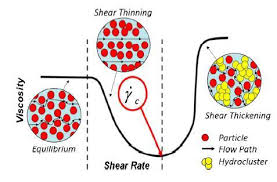 Shear Thinning
Viscosity
γ̇c
Equilibrium
Shear Rate
Shear Thickening
Particle
Flow Path
Hydrocluster